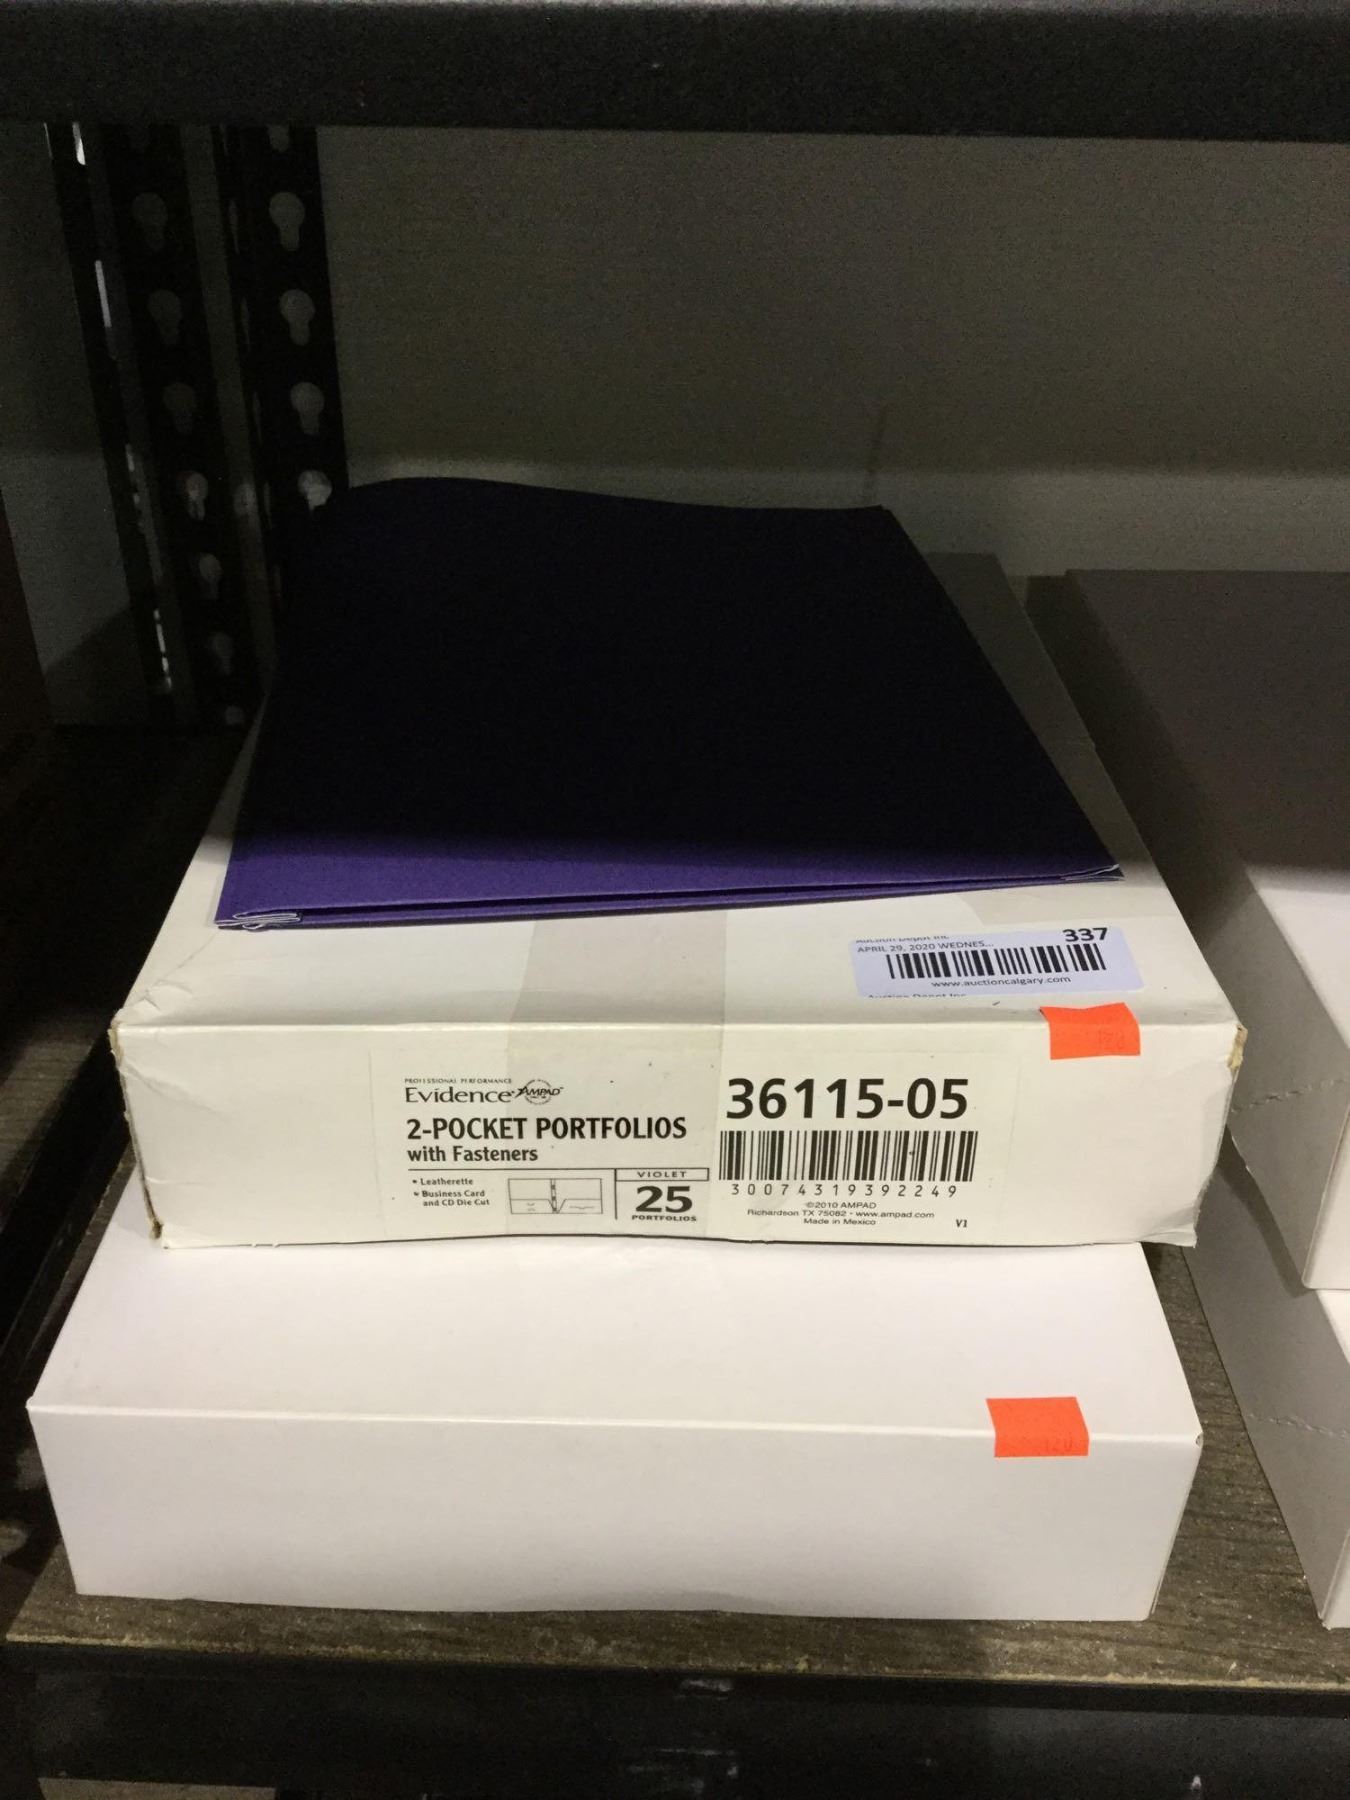 337
APRIL 29, 2020 WEDNES...
www.auctioncalgary.com
PROFESSIONAL PERFORMANCE
Evidence AMPAD
2-POCKET PORTFOLIOS
with Fasteners
• Leatherette
• Business Card
and CD Die Cut
VIOLET
25
PORTFOLIOS
36115-05
30074319392249
©2010 AMPAD
Richardson TX 75082 • www.ampad.com
Made in Mexico
V1